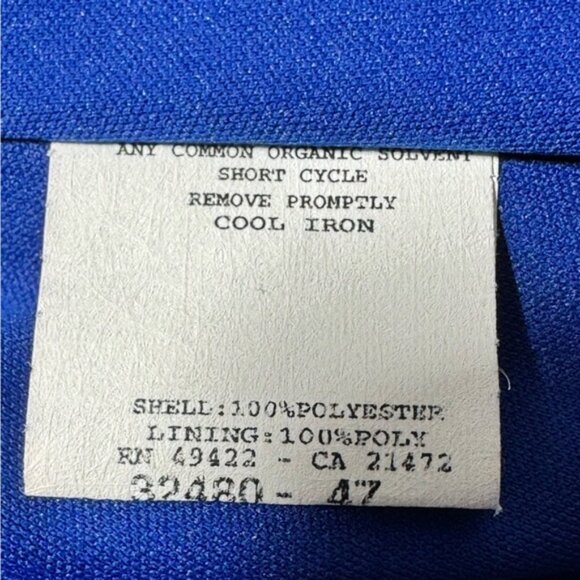 ANY COMMON ORGANIC SOLVENT
SHORT CYCLE
REMOVE PROMPTLY
COOL IRON
SHELL:100%POLYESTER
LINING:100%POLY
RN 49422 - CA 21472
32480- 47